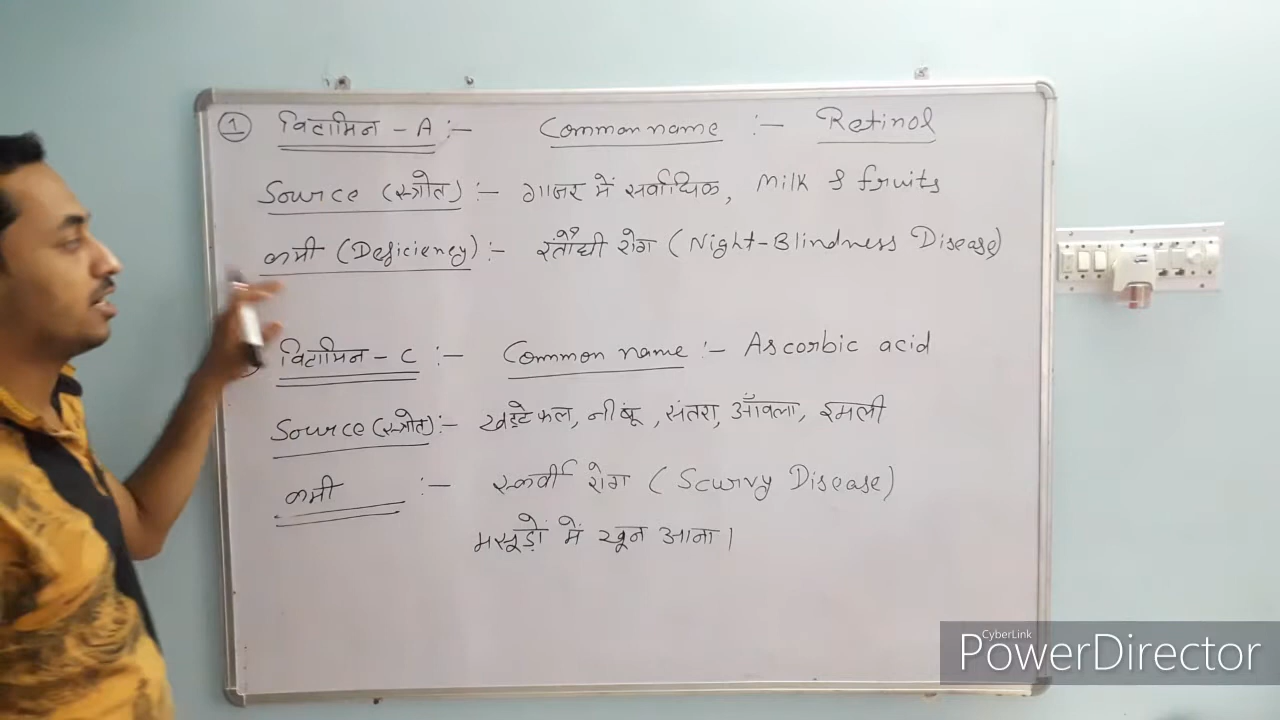 1 विटामिन - A :- Common name :- Retinol
Source (स्त्रोत) :- गाजर में सर्वाधिक, Milk & fruits
कमी (Deficiency) :- रतौंधी रोग (Night-Blindness Disease)
विटामिन - C :- Common name :- Ascorbic acid
Source (स्त्रोत) :- खट्टे फल, नींबू, संतरा, आँवला, इमली
कमी :- स्कर्वी रोग (Scurvy Disease)
मसूड़ों में खून आना।
CyberLink
PowerDirector